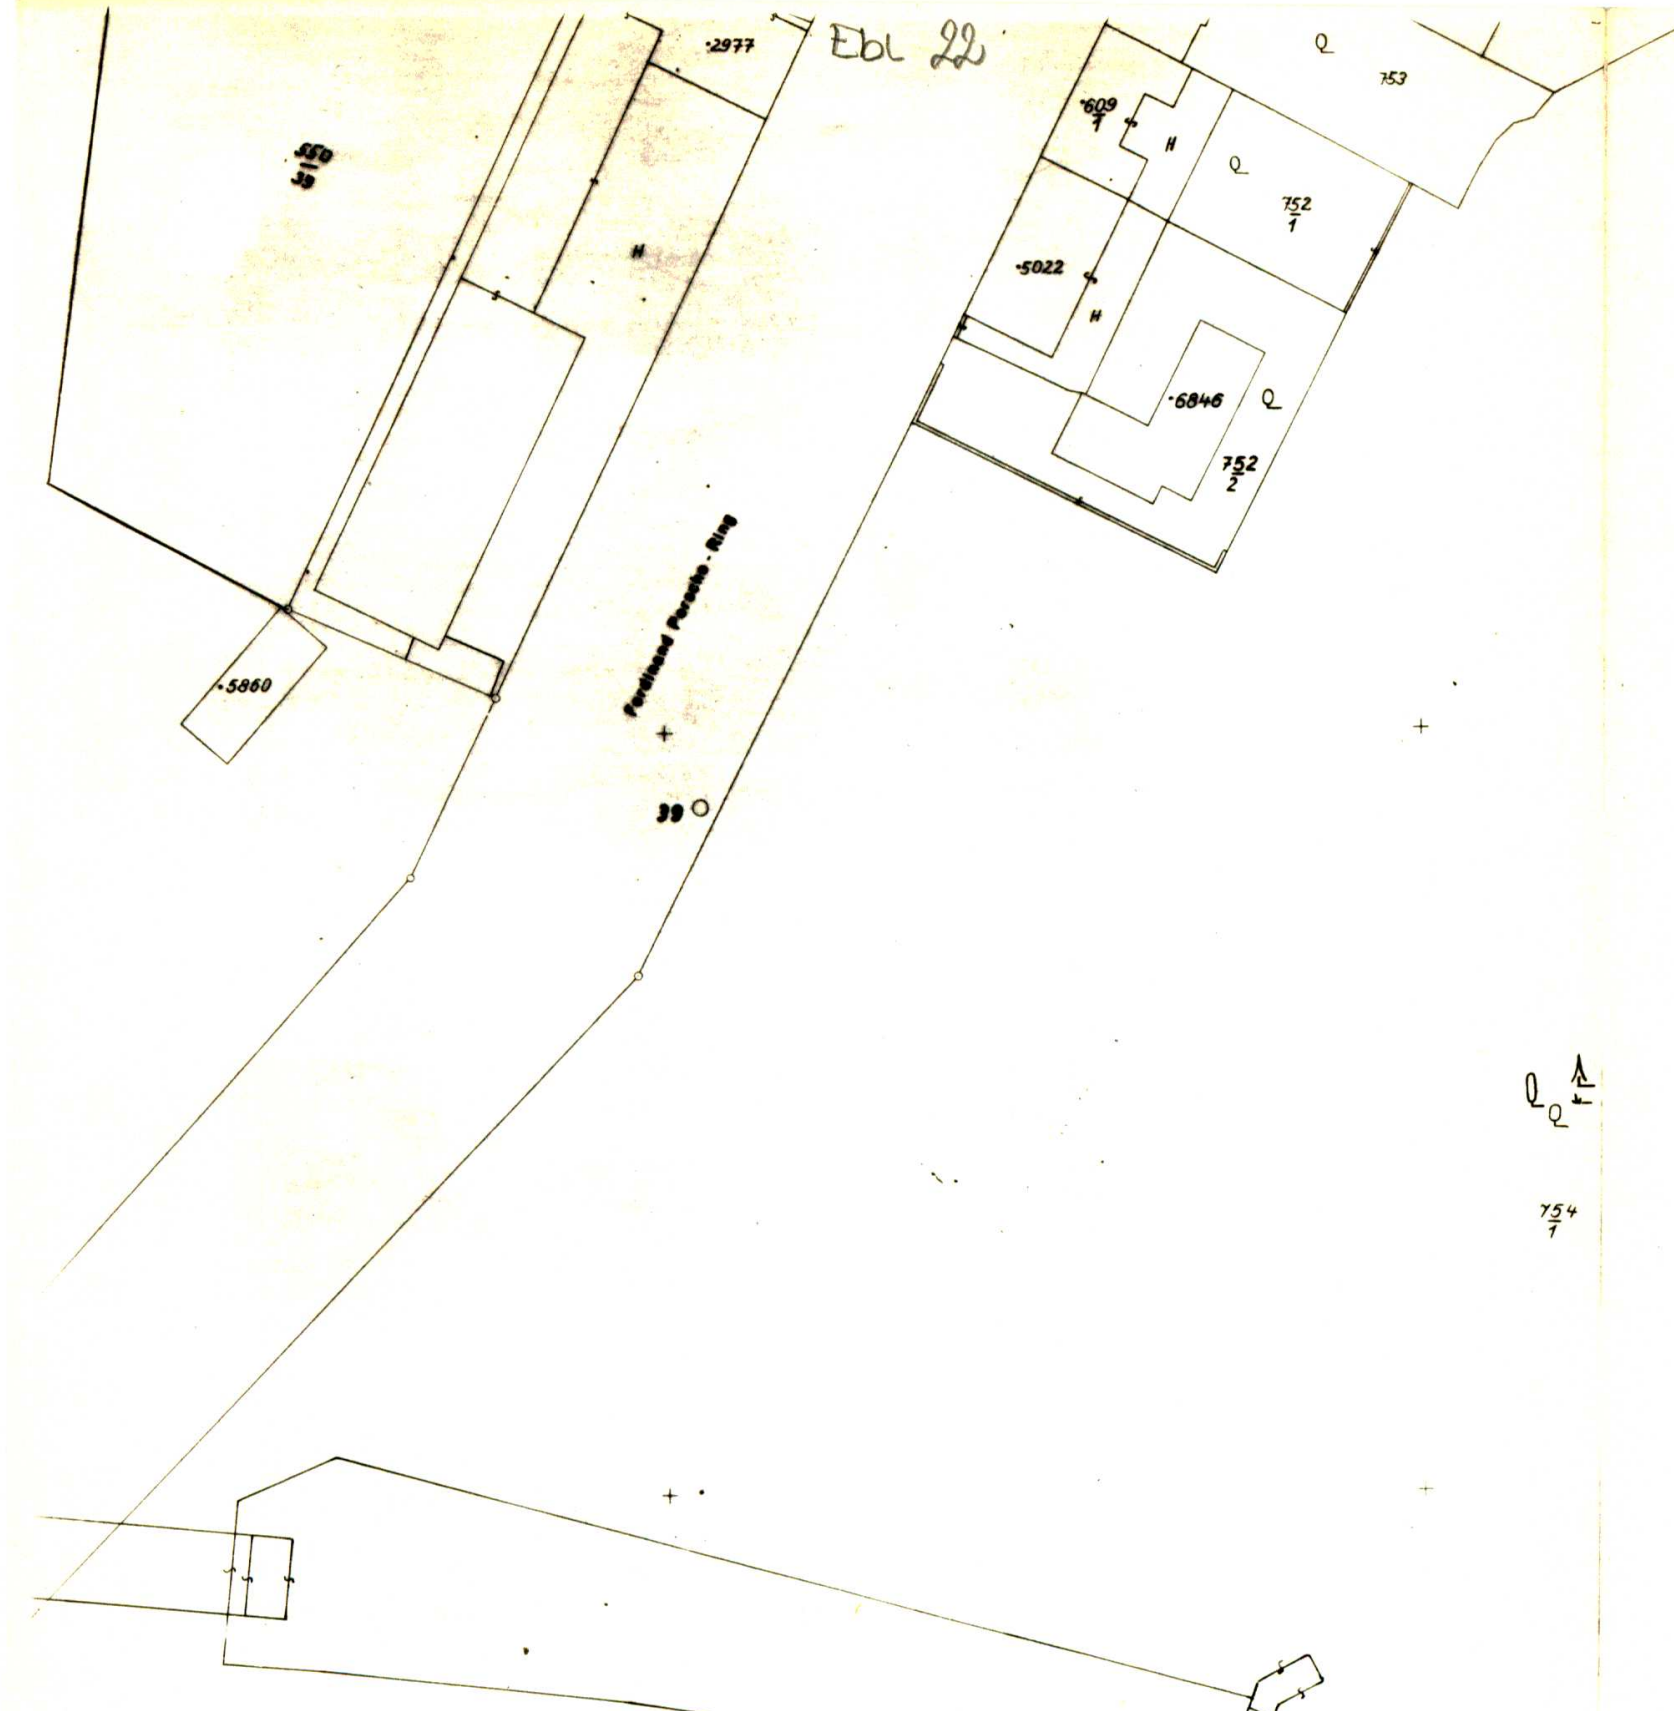 Ebl 22
.2977
Q
753
.609
1
H
550
39
Q
752
1
H
.5022
H
.6846
Q
752
2
Ferdinand Porsche - Ring
.5860
39
Q
Q
754
1